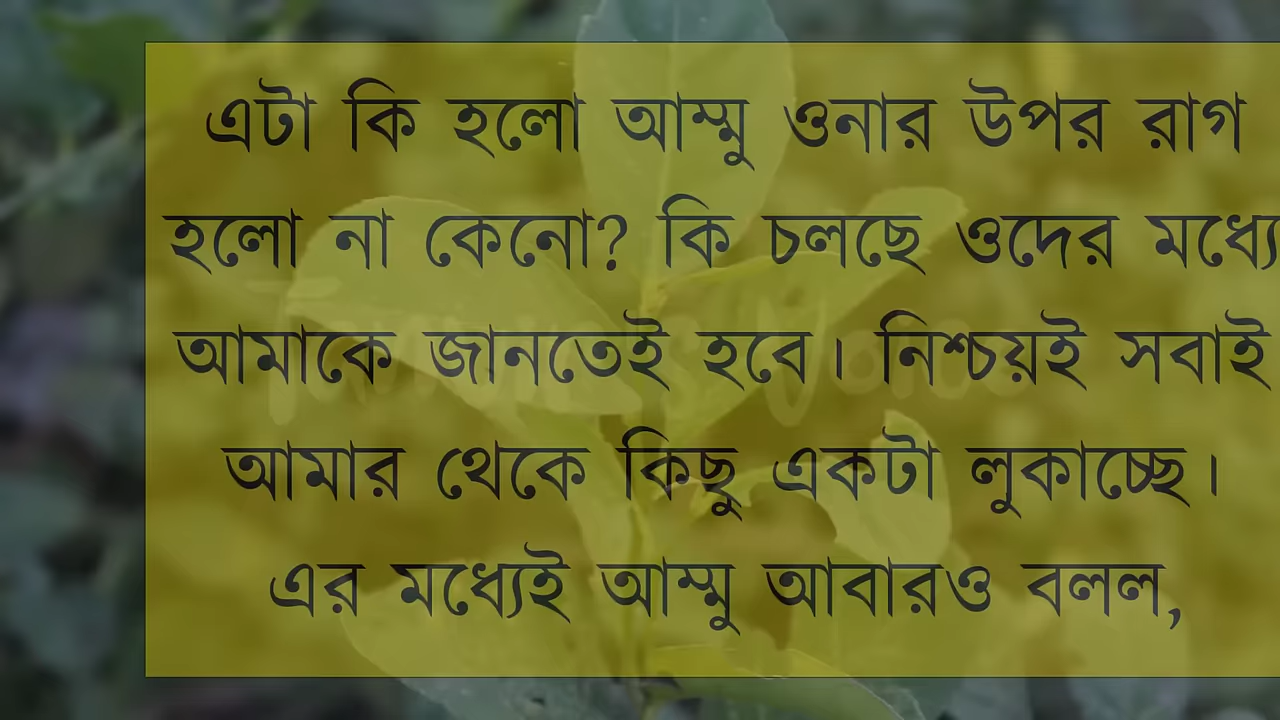 এটা কি হলো আম্মু ওনার উপর রাগ
হলো না কেনো? কি চলছে ওদের মধ্যে
আমাকে জানতেই হবে। নিশ্চয়ই সবাই
আমার থেকে কিছু একটা লুকাচ্ছে।
এর মধ্যেই আম্মু আবারও বলল,